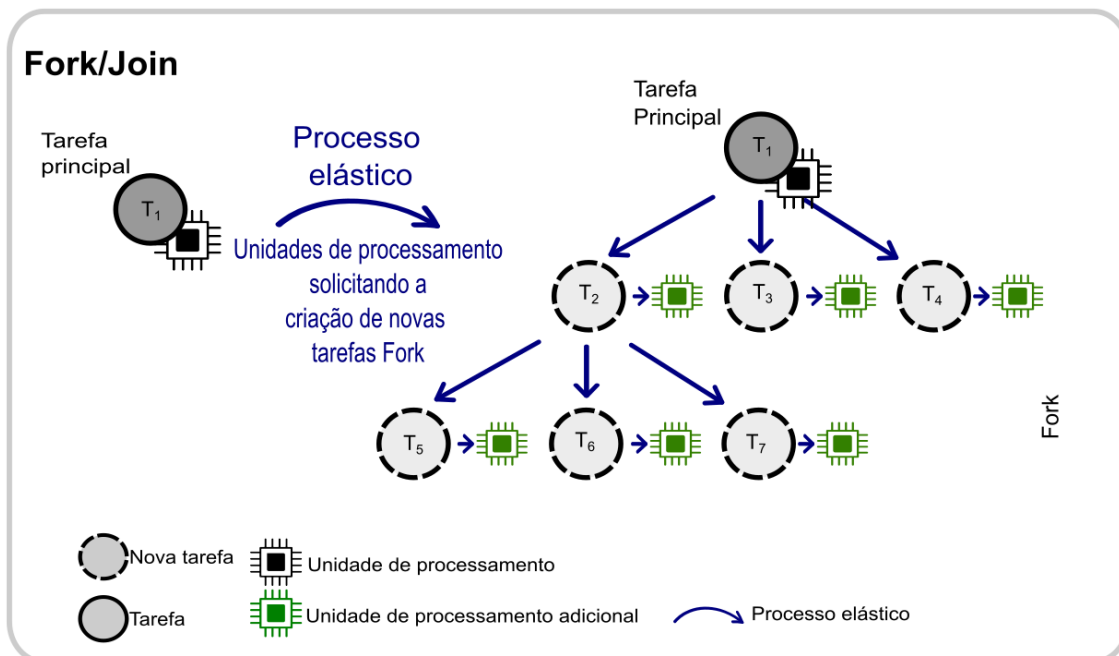 Fork/Join
Tarefa
principal
T1
Processo
elástico
Unidades de processamento
solicitando a
criação de novas
tarefas Fork
Tarefa
Principal
T1
T2
T3
T4
T5
T6
T7
Fork
Nova tarefa
Unidade de processamento
Tarefa
Unidade de processamento adicional
Processo elástico